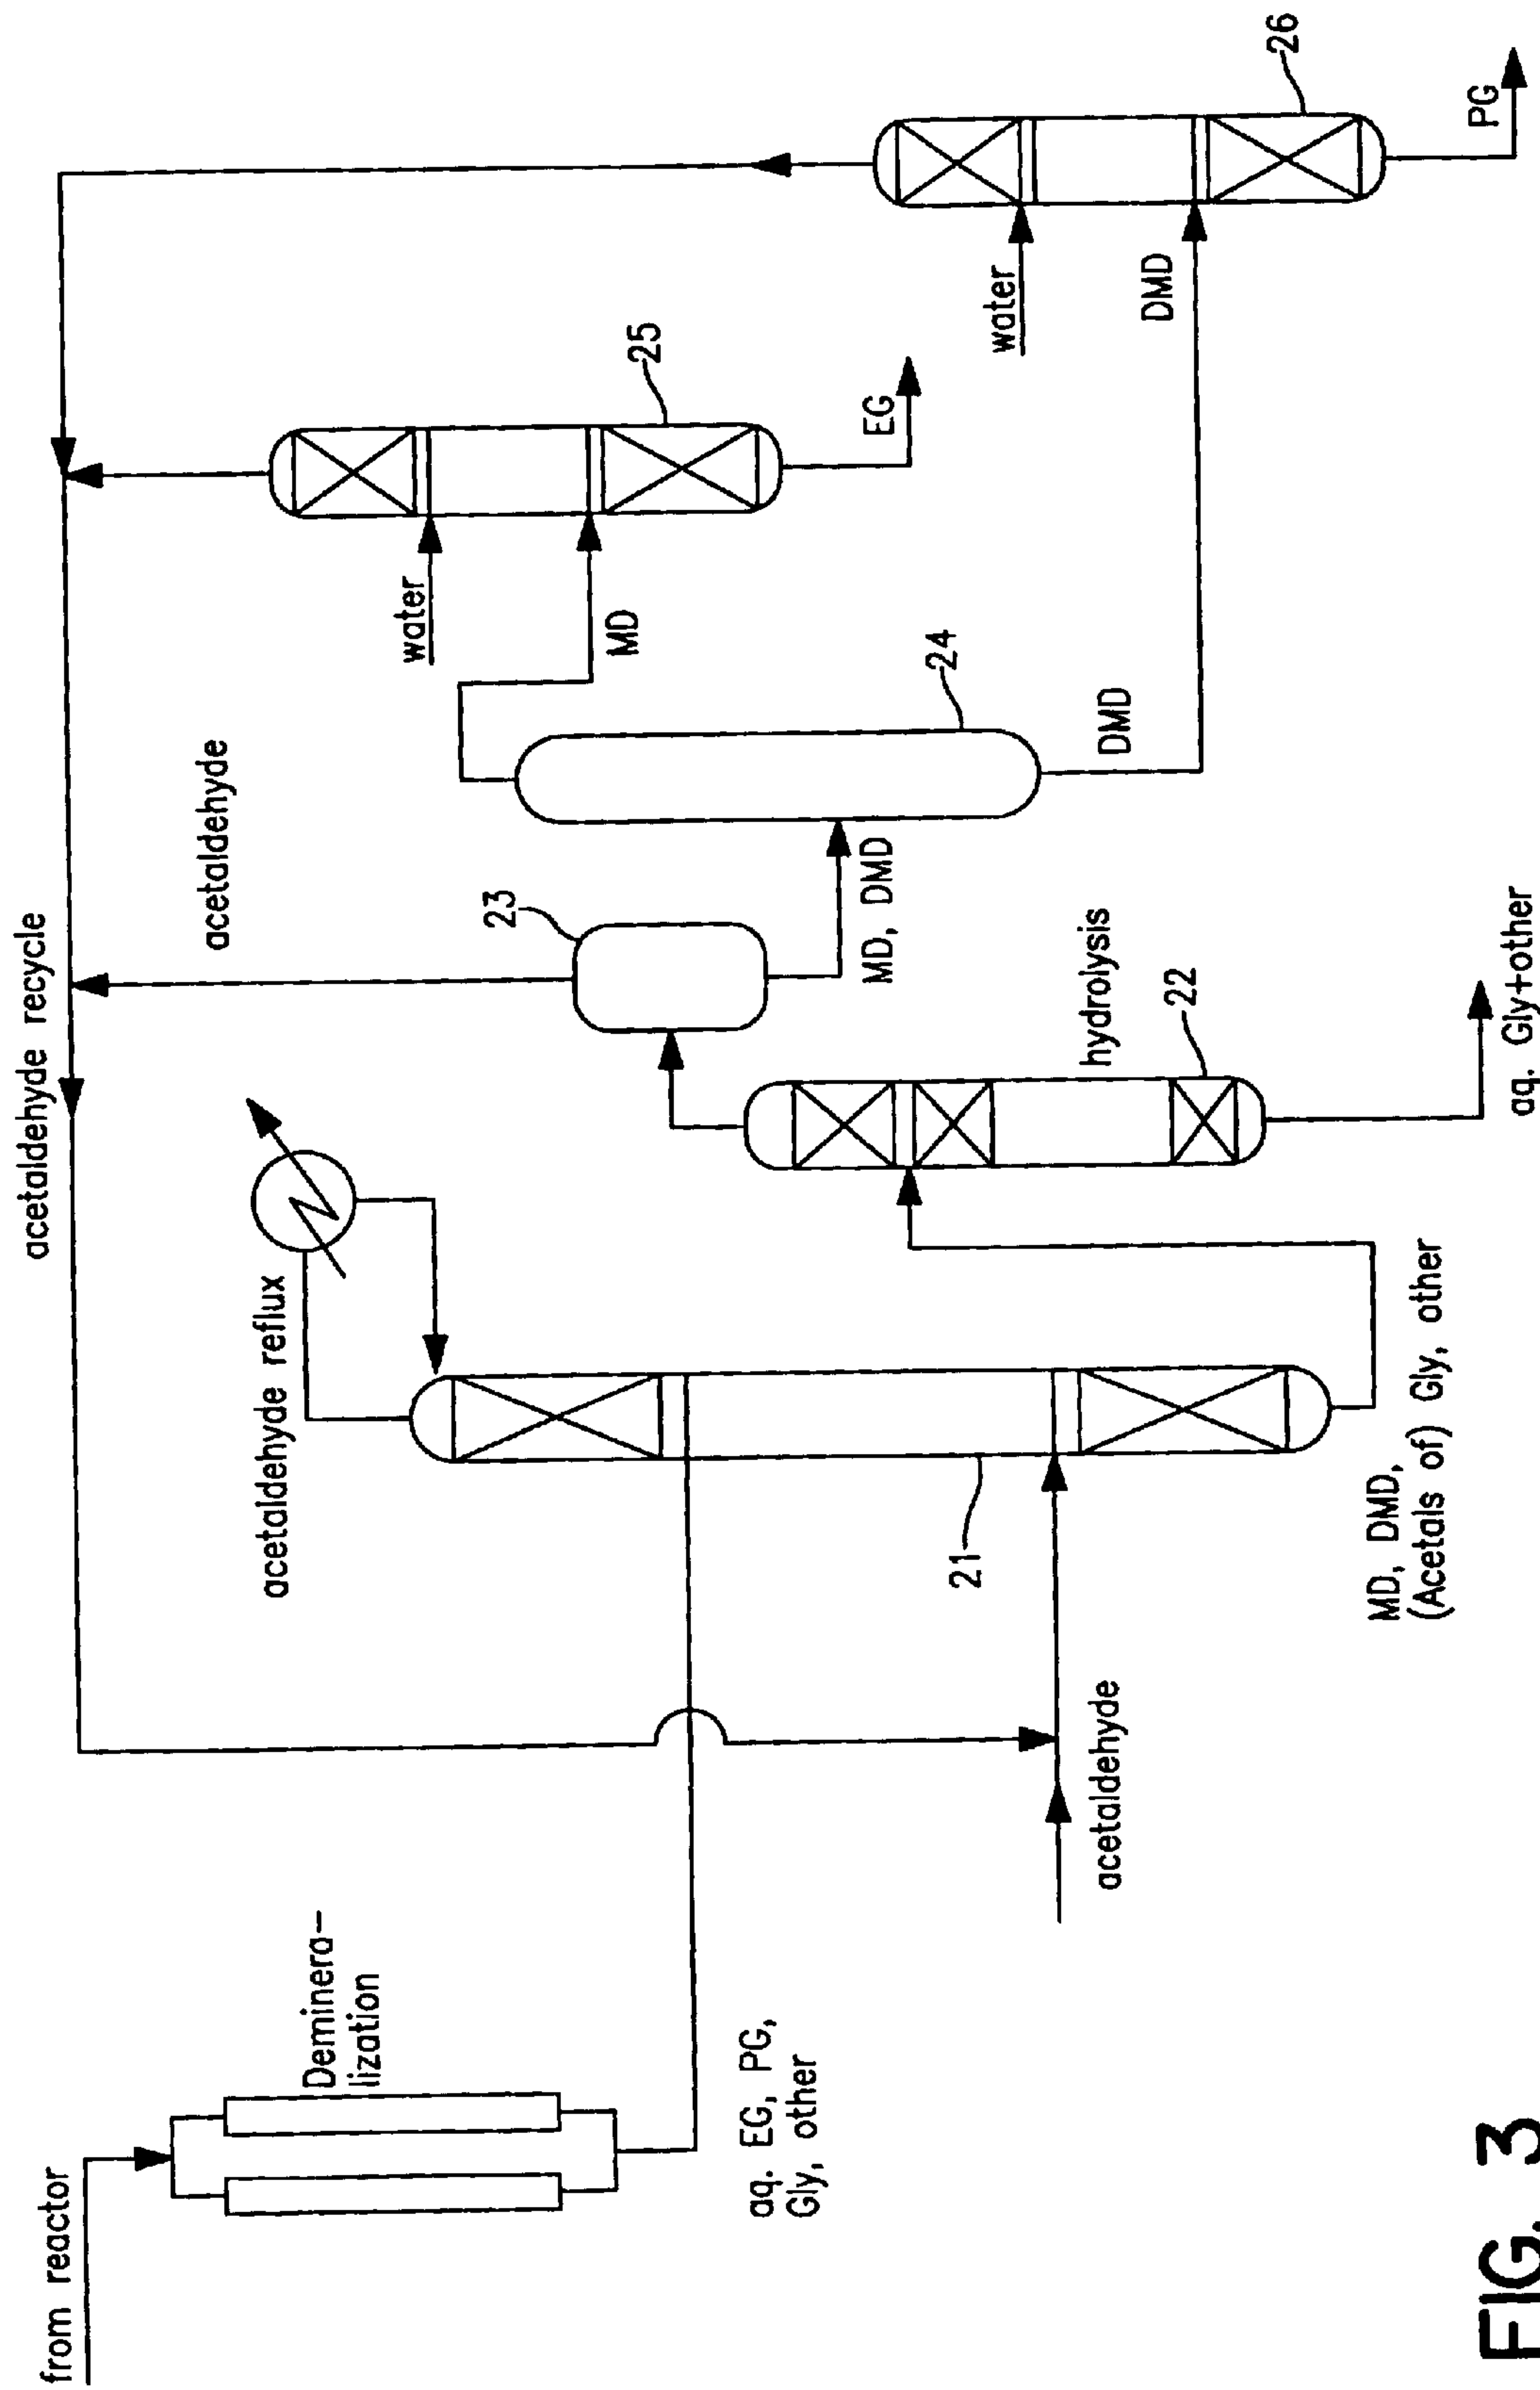 from reactor
Deminera-
lization
aq. EG, PG,
Gly, other
acetaldehyde
acetaldehyde recycle
acetaldehyde reflux
21
MD, DMD,
(Acetals of) Gly, other
acetaldehyde
23
hydrolysis
22
aq. Gly+other
MD, DMD
24
DMD
water
MD
25
EG
water
DMD
26
PG
FIG. 3